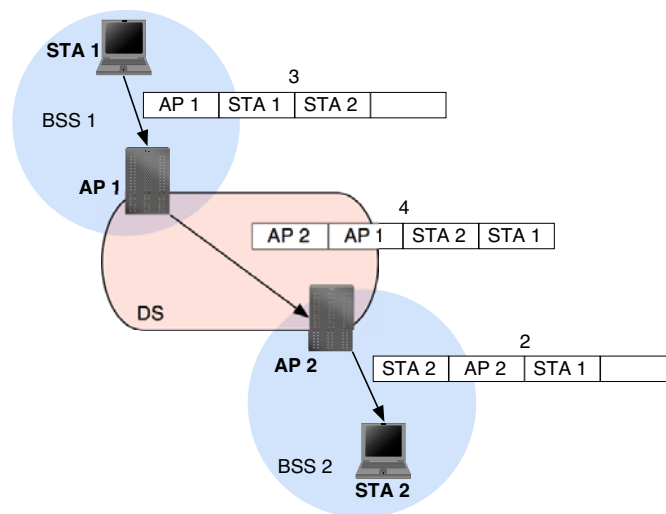 STA 1
3
AP 1 STA 1 STA 2
BSS 1
AP 1
4
AP 2 AP 1 STA 2 STA 1
DS
AP 2
2
STA 2 AP 2 STA 1
BSS 2
STA 2